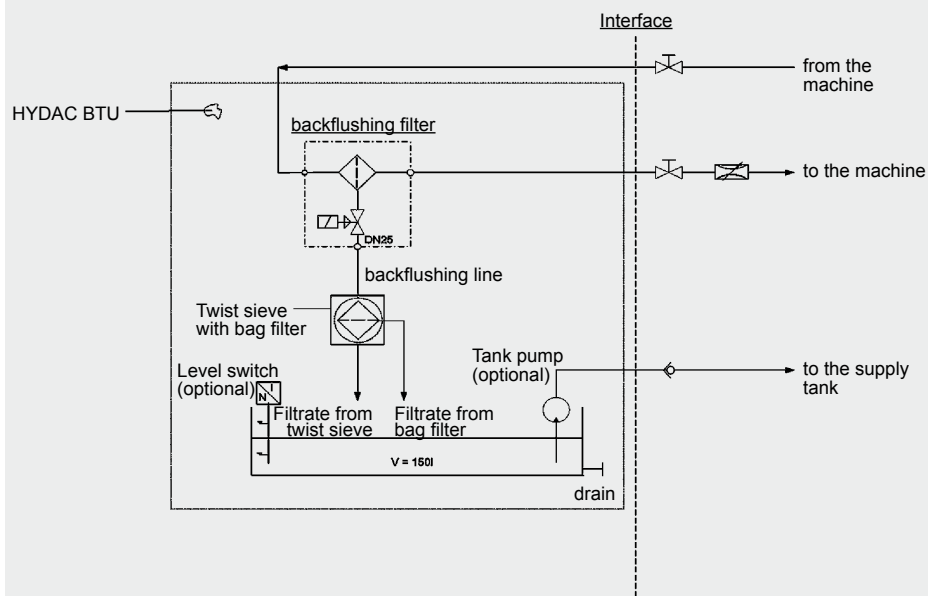 Interface
from the
machine
HYDAC BTU
backflushing filter
to the machine
DN25
backflushing line
Twist sieve
with bag filter
Tank pump
(optional)
to the supply
tank
Level switch
(optional)
N
Filtrate from
twist sieve
Filtrate from
bag filter
V = 150l
drain